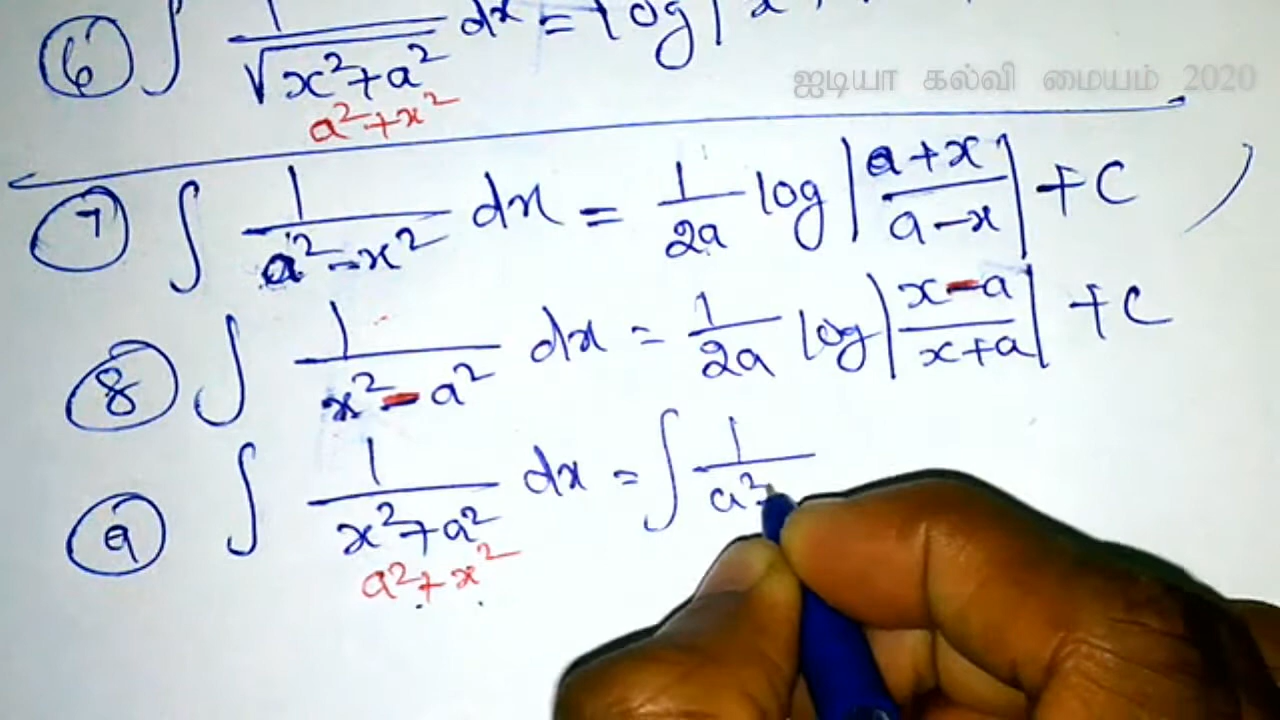 ⑥ ∫ 1/√(x²+a²) dx = log|
ஐடியா கல்வி மையம் 2020
a²+x²
⑦ ∫ 1/(a²-x²) dx = 1/2a log|(a+x)/(a-x)| + C
⑧ ∫ 1/(x²-a²) dx = 1/2a log|(x-a)/(x+a)| + C
⑨ ∫ 1/(x²+a²) dx = ∫ 1/a²
a²+x²